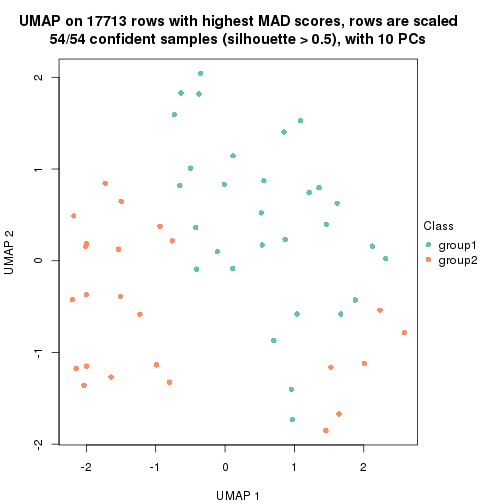 UMAP on 17713 rows with highest MAD scores, rows are scaled
54/54 confident samples (silhouette > 0.5), with 10 PCs
2
1
0
-1
-2
UMAP 2
-2
-1
0
1
2
UMAP 1
Class
group1
group2